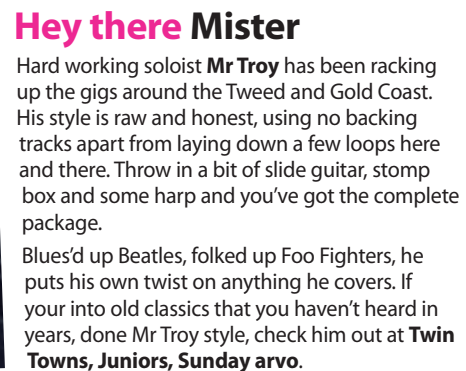 Hey there Mister
Hard working soloist Mr Troy has been racking
up the gigs around the Tweed and Gold Coast.
His style is raw and honest, using no backing
tracks apart from laying down a few loops here
and there. Throw in a bit of slide guitar, stomp
box and some harp and you’ve got the complete
package.
Blues’d up Beatles, folked up Foo Fighters, he
puts his own twist on anything he covers. If
your into old classics that you haven’t heard in
years, done Mr Troy style, check him out at Twin
Towns, Juniors, Sunday arvo.